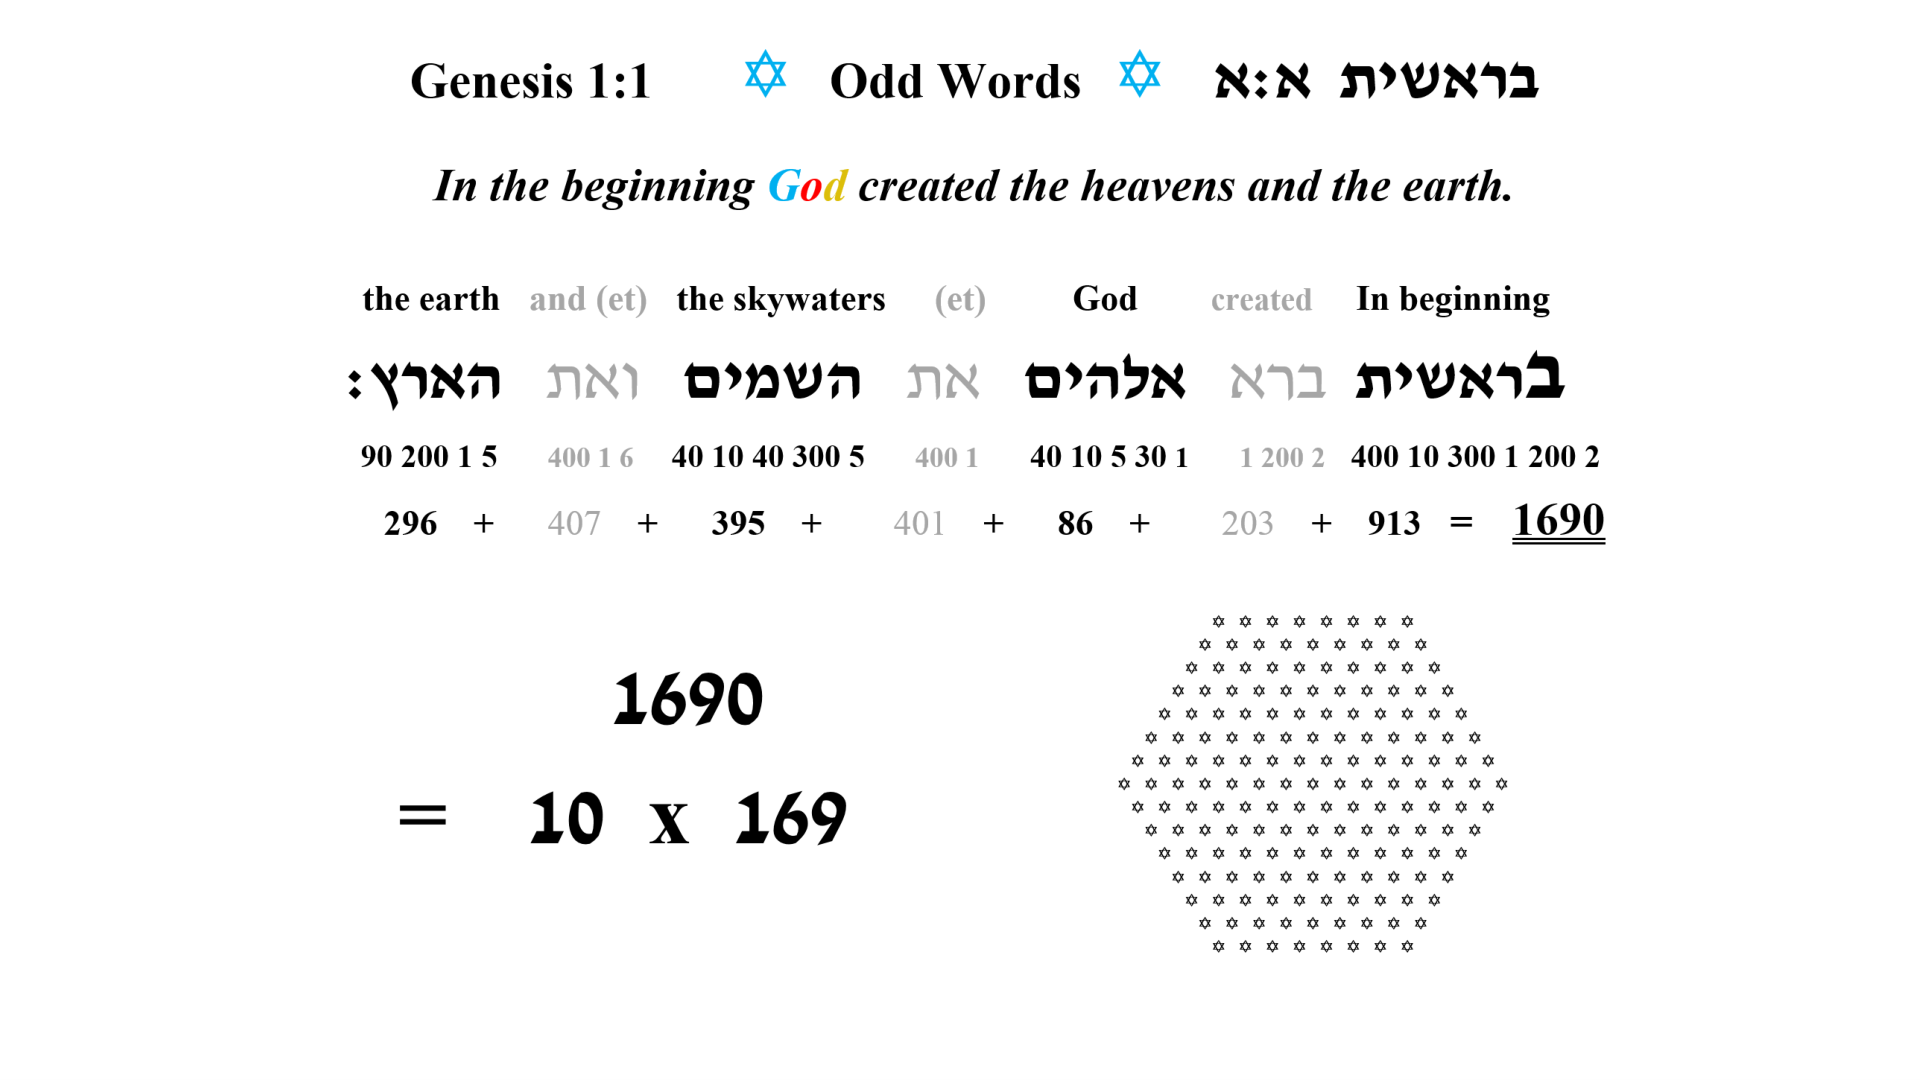 Genesis 1:1 ✡ Odd Words ✡ בראשית א:א
In the beginning God created the heavens and the earth.
the earth and (et) the skywaters (et) God created In beginning
בראשית ברא אלהים את השמים ואת הארץ:
90 200 1 5 400 1 6 40 10 40 300 5 400 1 40 10 5 30 1 1 200 2 400 10 300 1 200 2
296 + 407 + 395 + 401 + 86 + 203 + 913 = 1690
1690
= 10 x 169